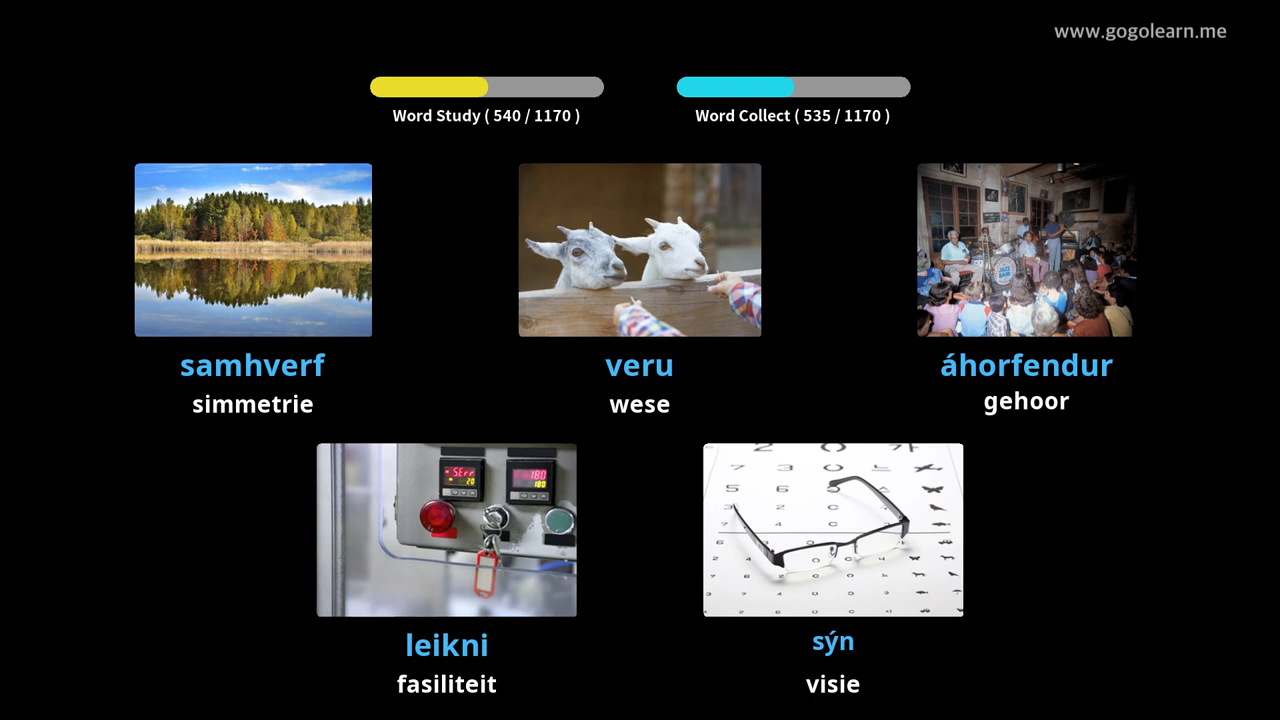 www.gogolearn.me
Word Study ( 540 / 1170 )
Word Collect ( 535 / 1170 )
samhverf
simmetrie
veru
wese
áhorfendur
gehoor
leikni
fasiliteit
sýn
visie